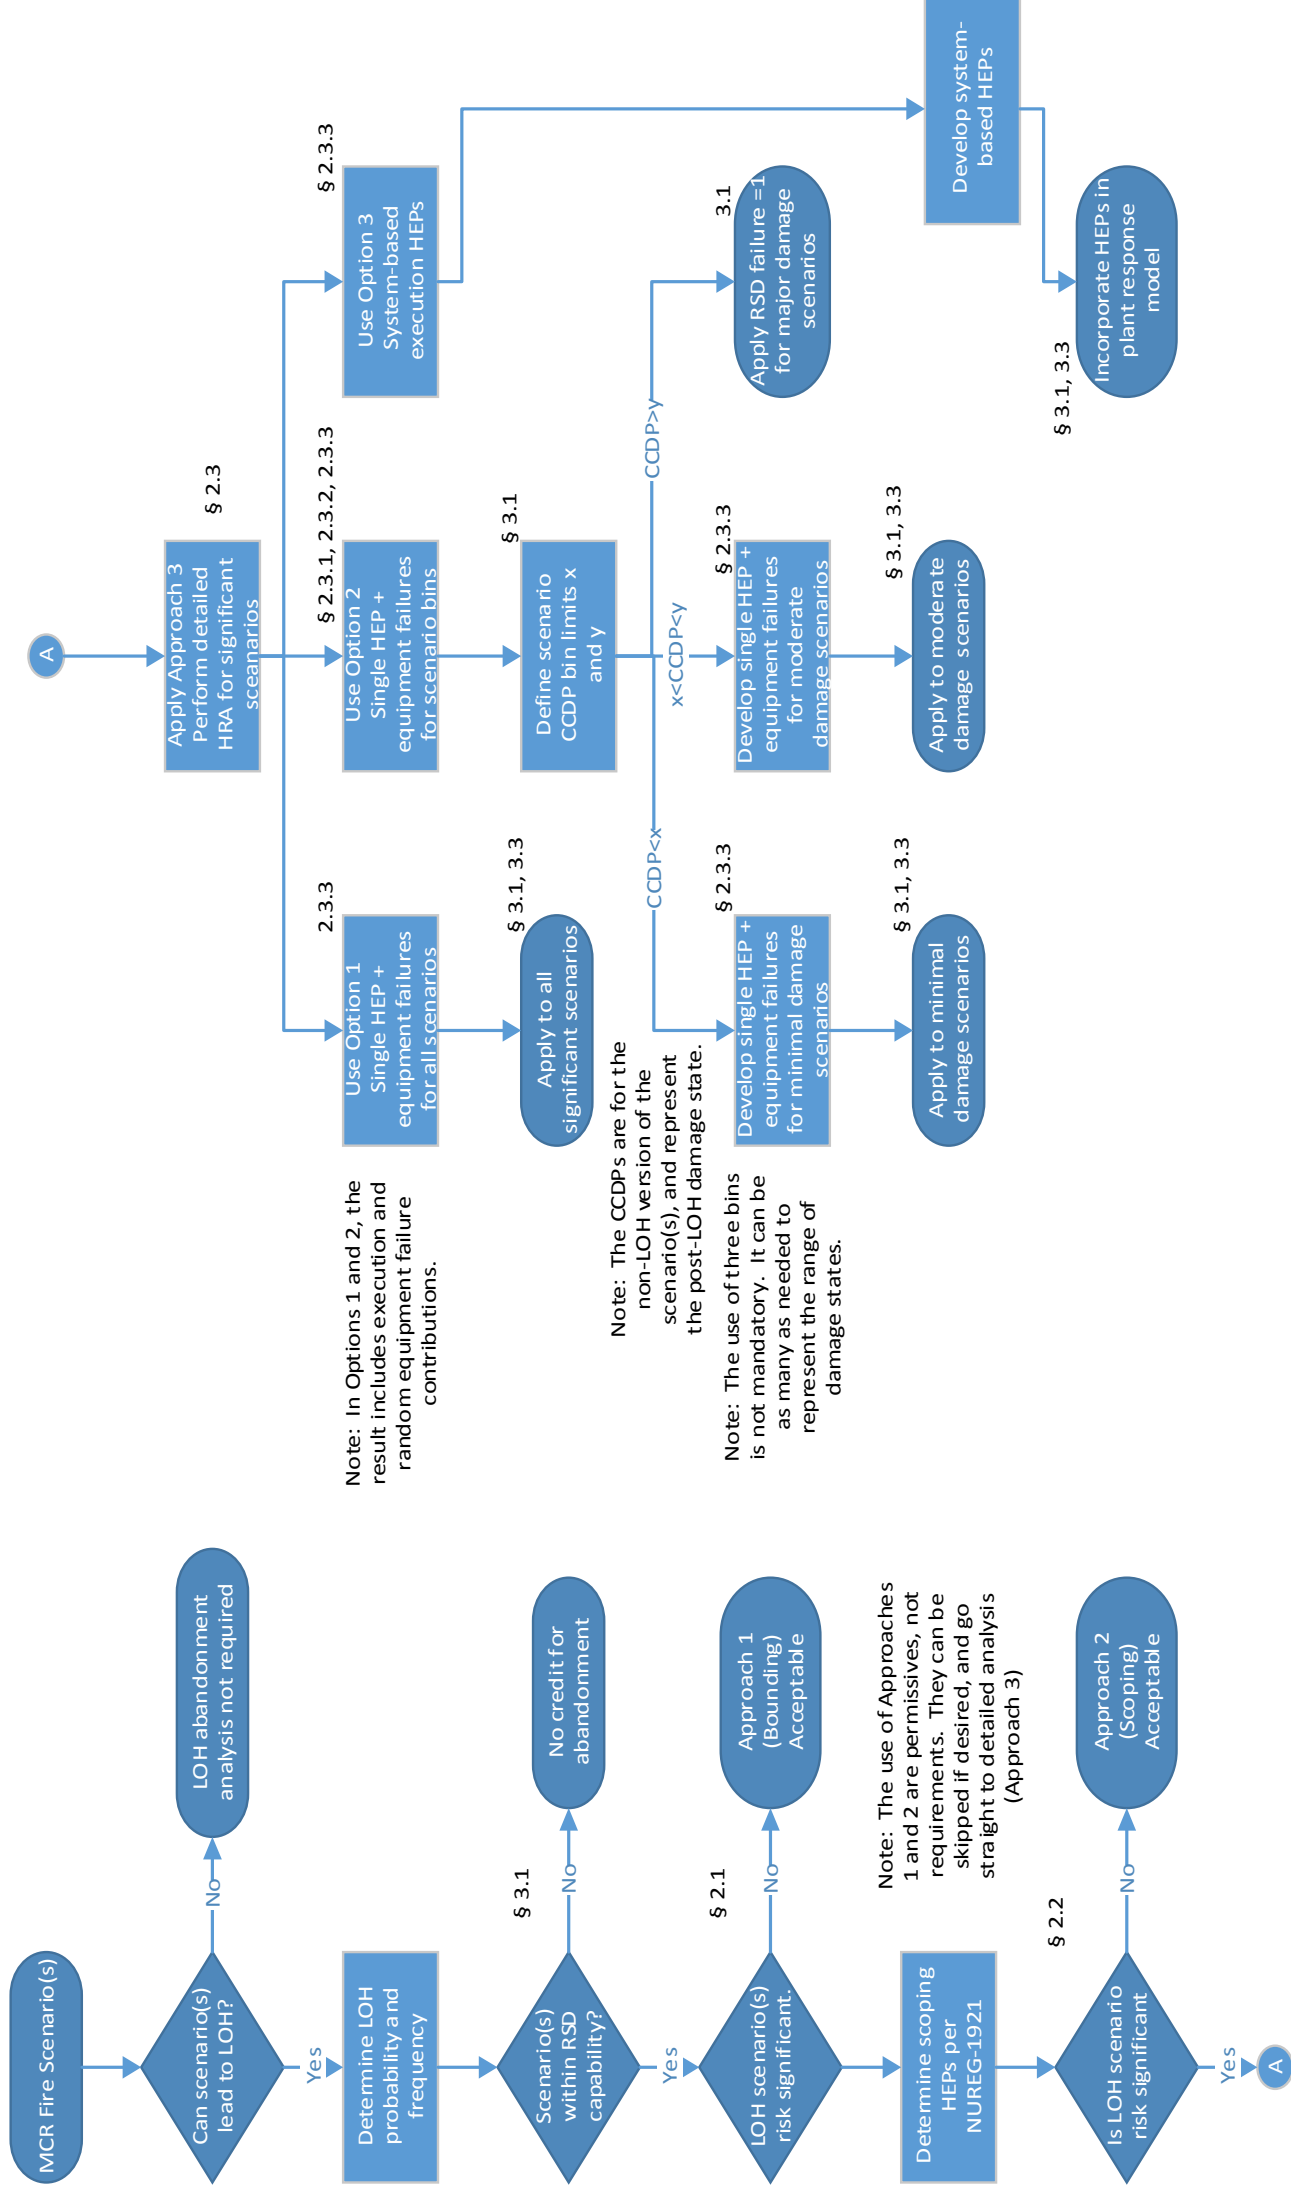 MCR Fire Scenario(s)
Can scenario(s)
lead to LOH?
No
LOH abandonment
analysis not required
Yes
Determine LOH
probability and
frequency
Scenario(s)
within RSD
capability?
§ 3.1
No
No credit for
abandonment
Yes
LOH scenario(s)
risk significant.
§ 2.1
No
Approach 1
(Bounding)
Acceptable
Determine scoping
HEPs per
NUREG-1921
Note: The use of Approaches
1 and 2 are permissives, not
requirements. They can be
skipped if desired, and go
straight to detailed analysis
(Approach 3)
Is LOH scenario
risk significant
§ 2.2
No
Approach 2
(Scoping)
Acceptable
Yes
A
A
Apply Approach 3
Perform detailed
HRA for significant
sceanarios
§ 2.3
Note: In Options 1 and 2, the
result includes execution and
random equipment failure
contributions.
2.3.3
Use Option 1
Single HEP +
equipment failures
for all scenarios
§ 3.1, 3.3
Apply to all
significant scenarios
§ 2.3.1, 2.3.2, 2.3.3
Use Option 2
Single HEP +
equipment failures
for scenario bins
§ 2.3.3
Use Option 3
System-based
execution HEPs
§ 3.1
Define scenario
CCDP bin limits x
and y
Note: The CCDPs are for the
non-LOH version of the
scenario(s), and represent
the post-LOH damage state.
CCDP<x
x<CCDP<y
CCDP>y
Note: The use of three bins
is not mandatory. It can be
as many as needed to
represent the range of
damage states.
§ 2.3.3
Develop single HEP +
equipment failures
for minimal damage
scenarios
§ 3.1, 3.3
Apply to minimal
damage scenarios
§ 2.3.3
Develop single HEP +
equipment failures
for moderate
damage scenarios
§ 3.1, 3.3
Apply to moderate
damage scenarios
3.1
Apply RSD failure =1
for major damage
scenarios
Develop system-
based HEPs
§ 3.1, 3.3
Incorporate HEPs in
plant response
model